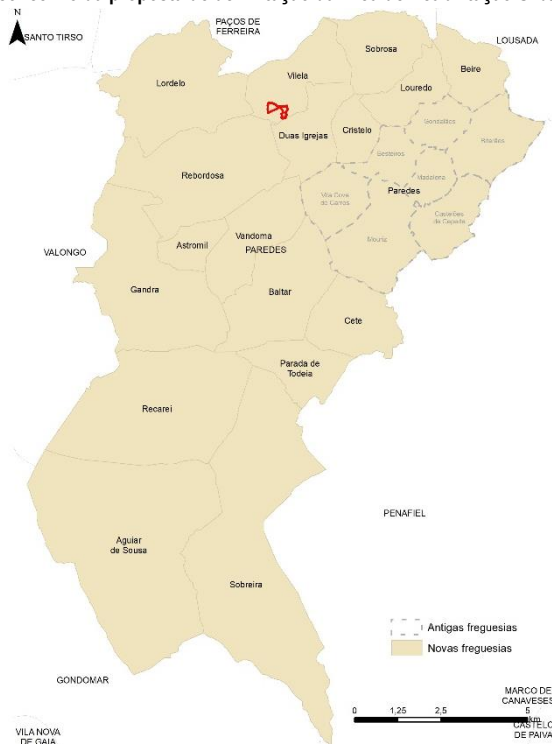 N
PAÇOS DE
FERREIRA
SANTO TIRSO
LOUSADA
Sobrosa
Vilela
Beire
Lordelo
Louredo
Gondalães
Cristelo
Duas Igrejas
Besteiros
Madalena
Rebordosa
Vila Cova
de Carros
Paredes
Castelões
de Cepeda
Vandoma
Astromil
Mouriz
VALONGO
PAREDES
Gandra
Baltar
Cete
Parada de
Todeia
Recarei
PENAFIEL
Aguiar
de Sousa
Sobreira
Antigas freguesias
Novas freguesias
GONDOMAR
MARCO DE
CANAVESES
0 1,25 2,5 5
km
CASTELO
DE PAIVA
VILA NOVA
DE GAIA